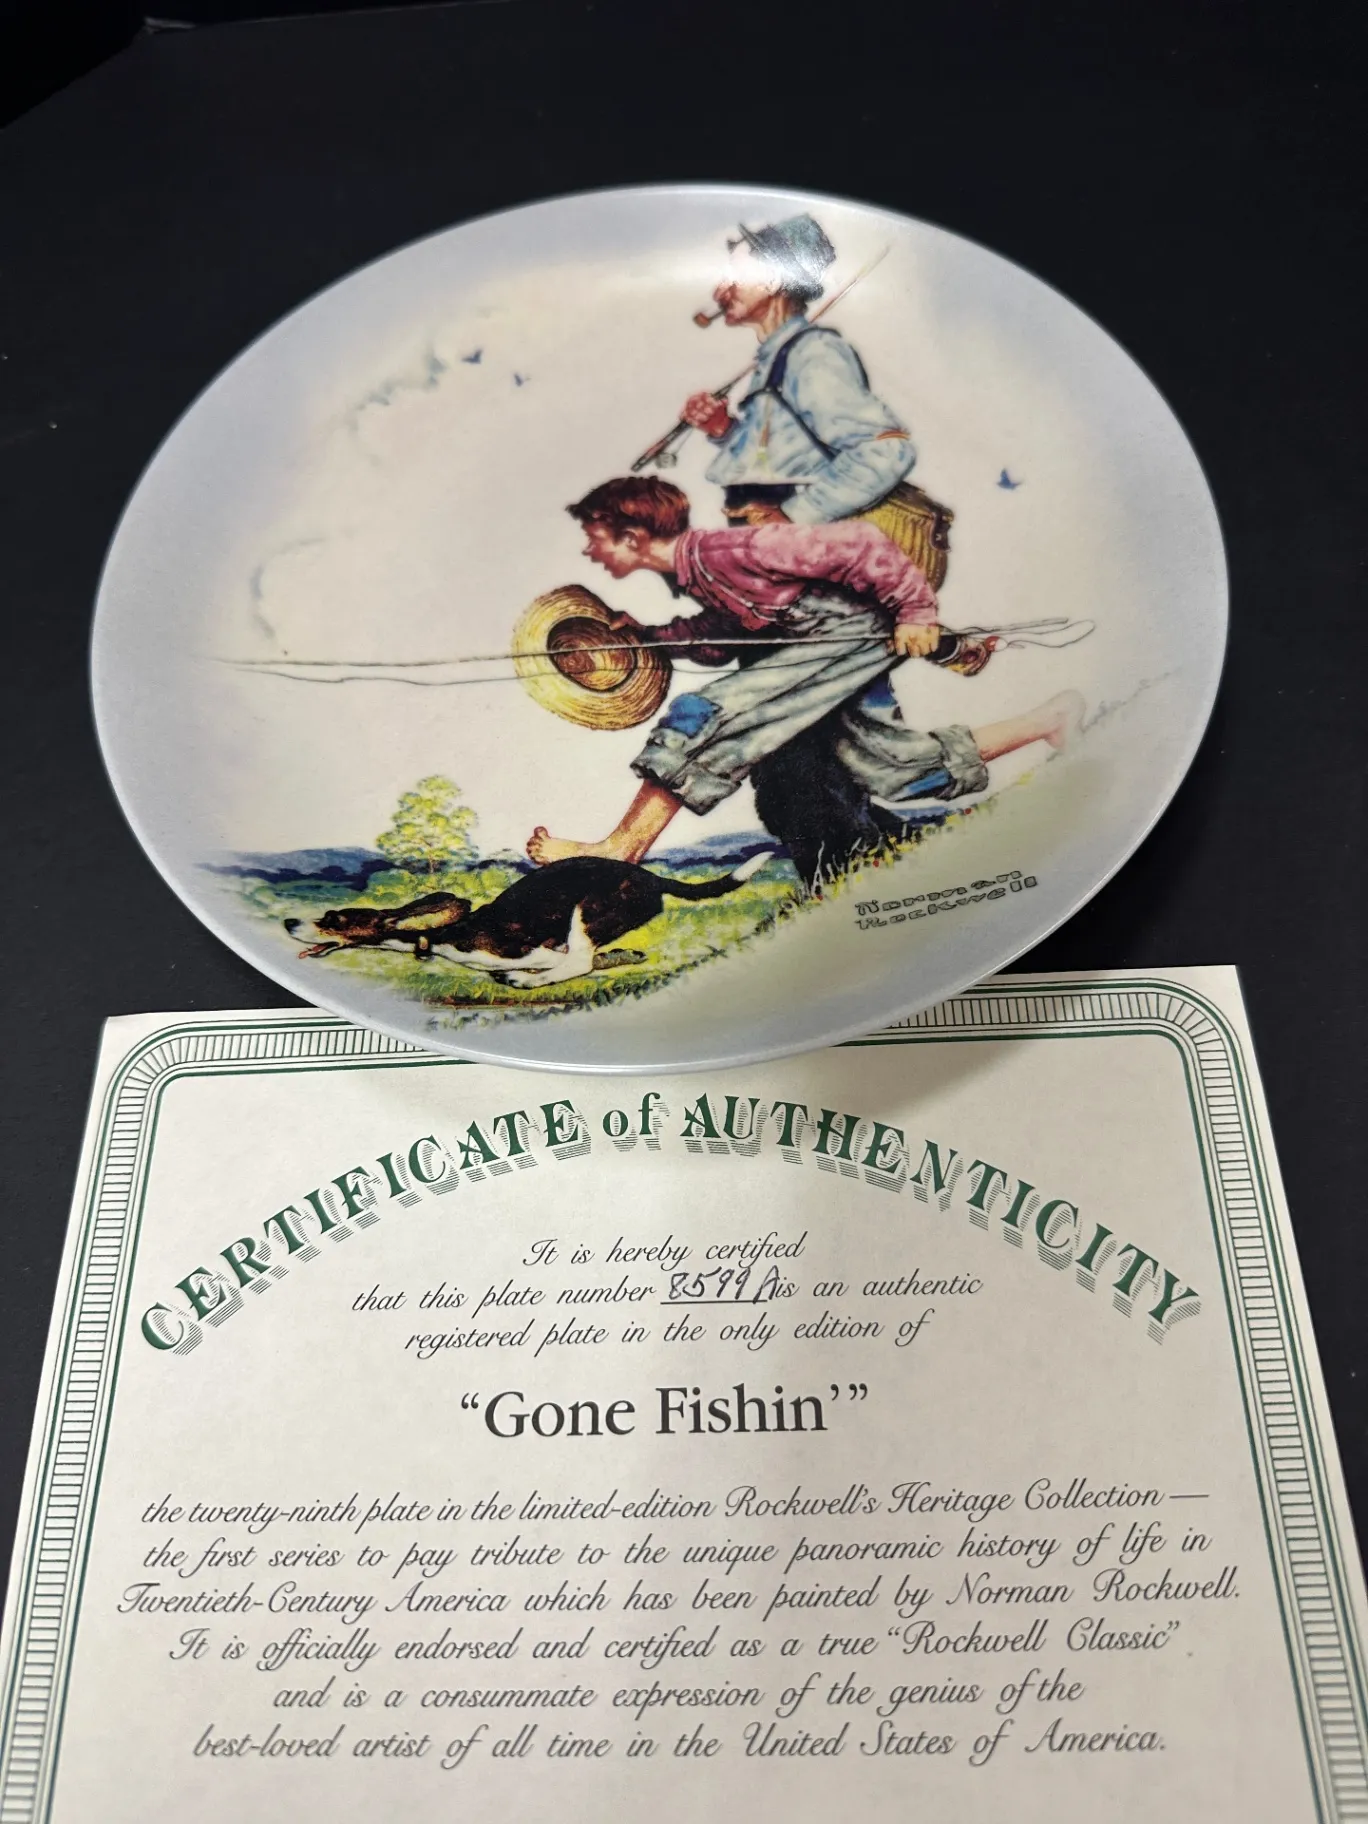 Norman
Rockwell
CERTIFICATE of AUTHENTICITY
It is hereby certified
that this plate number 8599 A is an authentic
registered plate in the only edition of
“Gone Fishin’”
the twenty-ninth plate in the limited-edition Rockwell's Heritage Collection —
the first series to pay tribute to the unique panoramic history of life in
Twentieth-Century America which has been painted by Norman Rockwell.
It is officially endorsed and certified as a true “Rockwell Classic”
and is a consummate expression of the genius of the
best-loved artist of all time in the United States of America.